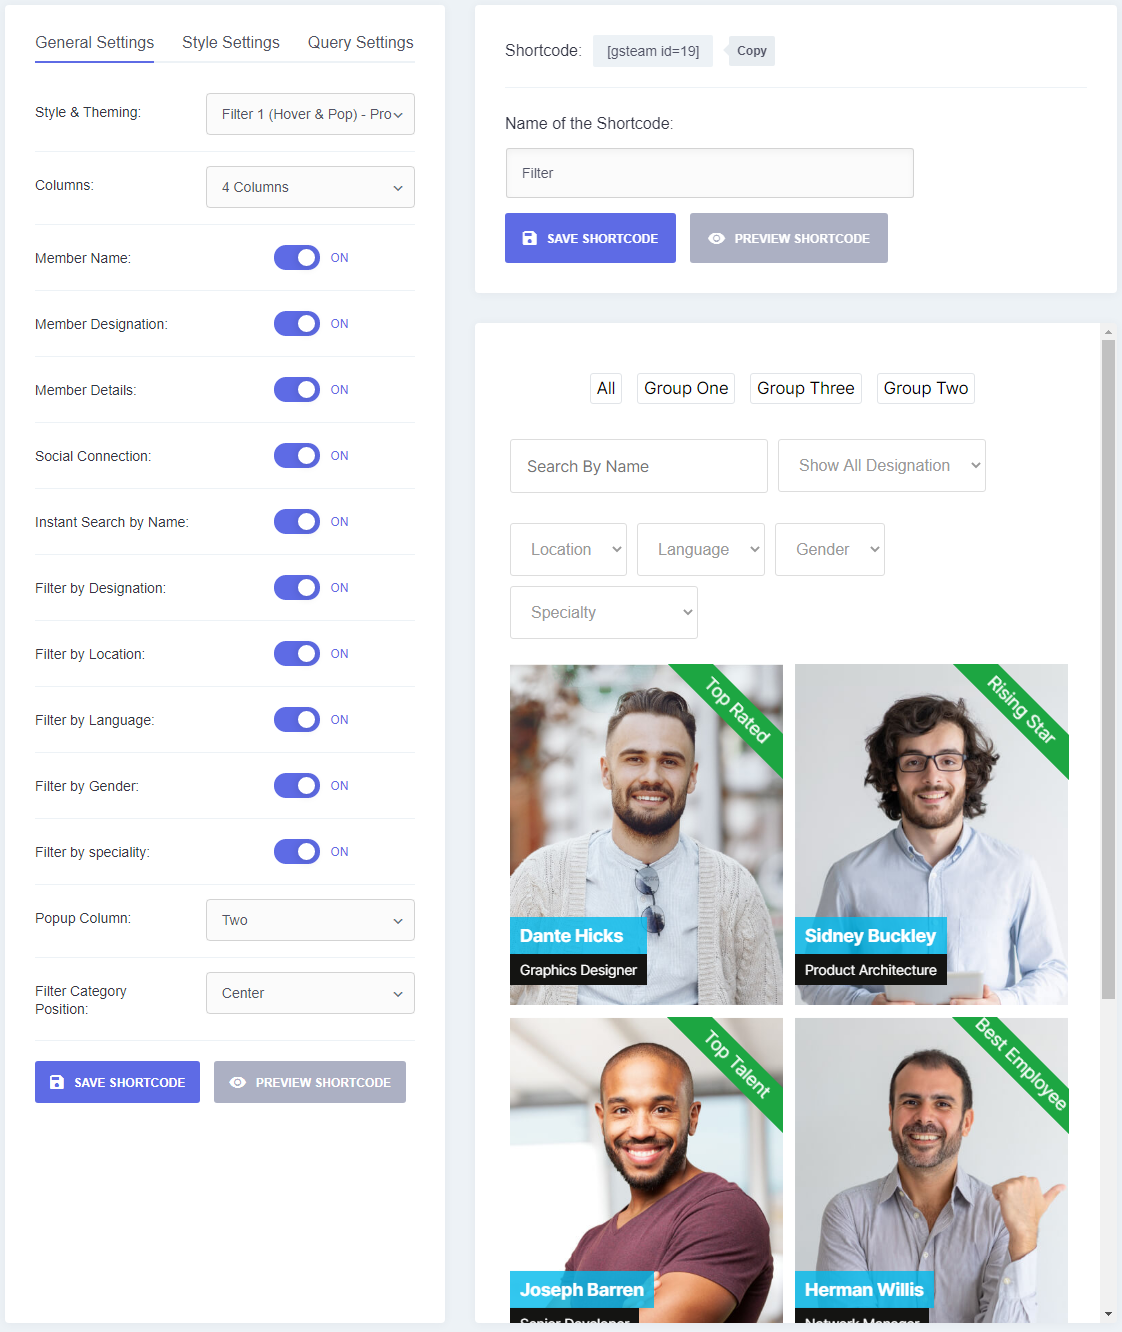 General Settings
Style Settings
Query Settings
Style & Theming:
Filter 1 (Hover & Pop) - Pro
Columns:
4 Columns
Member Name:
ON
Member Designation:
ON
Member Details:
ON
Social Connection:
ON
Instant Search by Name:
ON
Filter by Designation:
ON
Filter by Location:
ON
Filter by Language:
ON
Filter by Gender:
ON
Filter by speciality:
ON
Popup Column:
Two
Filter Category
Position:
Center
SAVE SHORTCODE
PREVIEW SHORTCODE
Shortcode:
[gsteam id=19]
Copy
Name of the Shortcode:
Filter
SAVE SHORTCODE
PREVIEW SHORTCODE
All
Group One
Group Three
Group Two
Search By Name
Show All Designation
Location
Language
Gender
Specialty
Top Rated
Dante Hicks
Graphics Designer
Rising Star
Sidney Buckley
Product Architecture
Top Talent
Joseph Barren
Senior Developer
Best Employee
Herman Willis
Network Manager